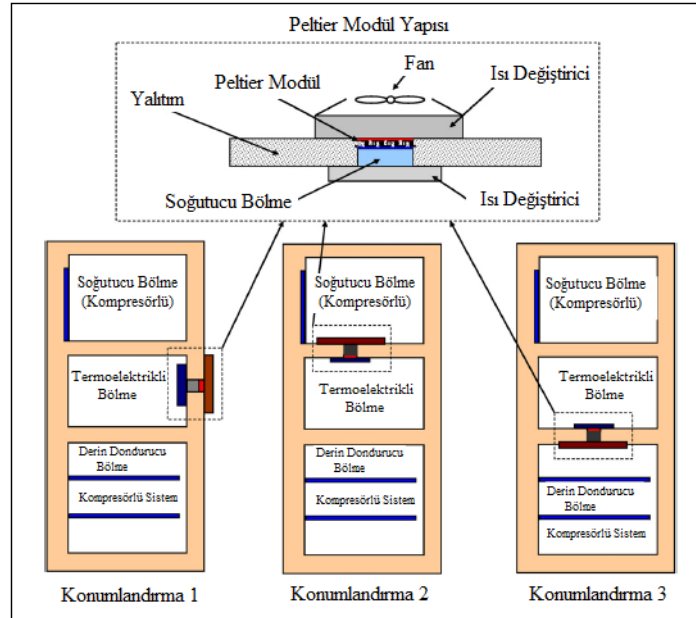 Peltier Modül Yapısı
Fan
Isı Değiştirici
Peltier Modül
Yalıtım
Soğutucu Bölme
Isı Değiştirici
Soğutucu Bölme
(Kompresörlü)
Termoelektrikli
Bölme
Derin Dondurucu
Bölme
Kompresörlü Sistem
Konumlandırma 1
Soğutucu Bölme
(Kompresörlü)
Termoelektrikli
Bölme
Derin Dondurucu
Bölme
Kompresörlü Sistem
Konumlandırma 2
Soğutucu Bölme
(Kompresörlü)
Termoelektrikli
Bölme
Derin Dondurucu
Bölme
Kompresörlü Sistem
Konumlandırma 3